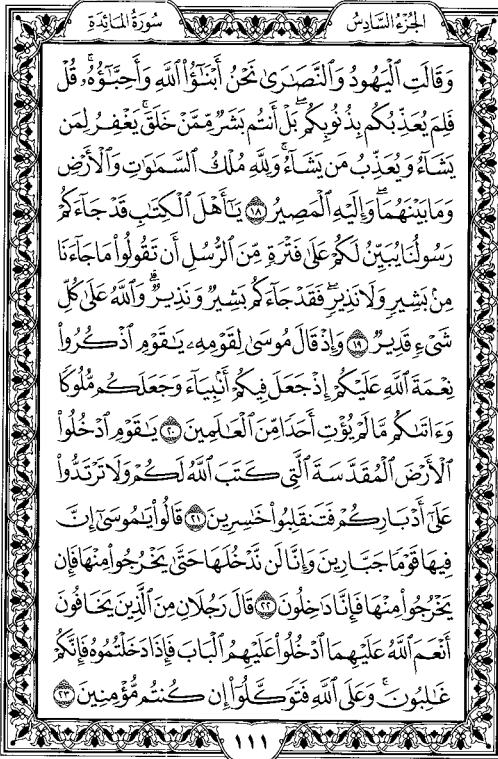 الجزء السادس
سورة المائدة
وَقَالَتِ ٱلْيَهُودُ وَٱلنَّصَٰرَىٰ نَحْنُ أَبْنَٰٓؤُا۟ ٱللَّهِ وَأَحِبَّٰٓؤُهُۥ ۚ قُلْ
فَلِمَ يُعَذِّبُكُم بِذُنُوبِكُم ۖ بَلْ أَنتُم بَشَرٌ مِّمَّنْ خَلَقَ ۚ يَغْفِرُ لِمَن
يَشَآءُ وَيُعَذِّبُ مَن يَشَآءُ ۚ وَلِلَّهِ مُلْكُ ٱلسَّمَٰوَٰتِ وَٱلْأَرْضِ
وَمَا بَيْنَهُمَا ۖ وَإِلَيْهِ ٱلْمَصِيرُ ١٨ يَٰٓأَهْلَ ٱلْكِتَٰبِ قَدْ جَآءَكُمْ
رَسُولُنَا يُبَيِّنُ لَكُمْ عَلَىٰ فَتْرَةٍ مِّنَ ٱلرُّسُلِ أَن تَقُولُوا۟ مَا جَآءَنَا
مِنۢ بَشِيرٍ وَلَا نَذِيرٍ ۖ فَقَدْ جَآءَكُم بَشِيرٌ وَنَذِيرٌ ۗ وَٱللَّهُ عَلَىٰ كُلِّ
شَىْءٍ قَدِيرٌ ١٩ وَإِذْ قَالَ مُوسَىٰ لِقَوْمِهِۦ يَٰقَوْمِ ٱذْكُرُوا۟
نِعْمَةَ ٱللَّهِ عَلَيْكُمْ إِذْ جَعَلَ فِيكُمْ أَنۢبِيَآءَ وَجَعَلَكُم مُّلُوكًا
وَءَاتَىٰكُم مَّا لَمْ يُؤْتِ أَحَدًا مِّنَ ٱلْعَٰلَمِينَ ٢٠ يَٰقَوْمِ ٱدْخُلُوا۟
ٱلْأَرْضَ ٱلْمُقَدَّسَةَ ٱلَّتِى كَتَبَ ٱللَّهُ لَكُمْ وَلَا تَرْتَدُّوا۟
عَلَىٰٓ أَدْبَارِكُمْ فَتَنقَلِبُوا۟ خَٰسِرِينَ ٢١ قَالُوا۟ يَٰمُوسَىٰٓ إِنَّ
فِيهَا قَوْمًا جَبَّارِينَ وَإِنَّا لَن نَّدْخُلَهَا حَتَّىٰ يَخْرُجُوا۟ مِنْهَا فَإِن
يَخْرُجُوا۟ مِنْهَا فَإِنَّا دَٰخِلُونَ ٢٢ قَالَ رَجُلَانِ مِنَ ٱلَّذِينَ يَخَافُونَ
أَنْعَمَ ٱللَّهُ عَلَيْهِمَا ٱدْخُلُوا۟ عَلَيْهِمُ ٱلْبَابَ فَإِذَا دَخَلْتُمُوهُ فَإِنَّكُمْ
غَٰلِبُونَ ۚ وَعَلَى ٱللَّهِ فَتَوَكَّلُوٓا۟ إِن كُنتُم مُّؤْمِنِينَ ٢٣
١١١